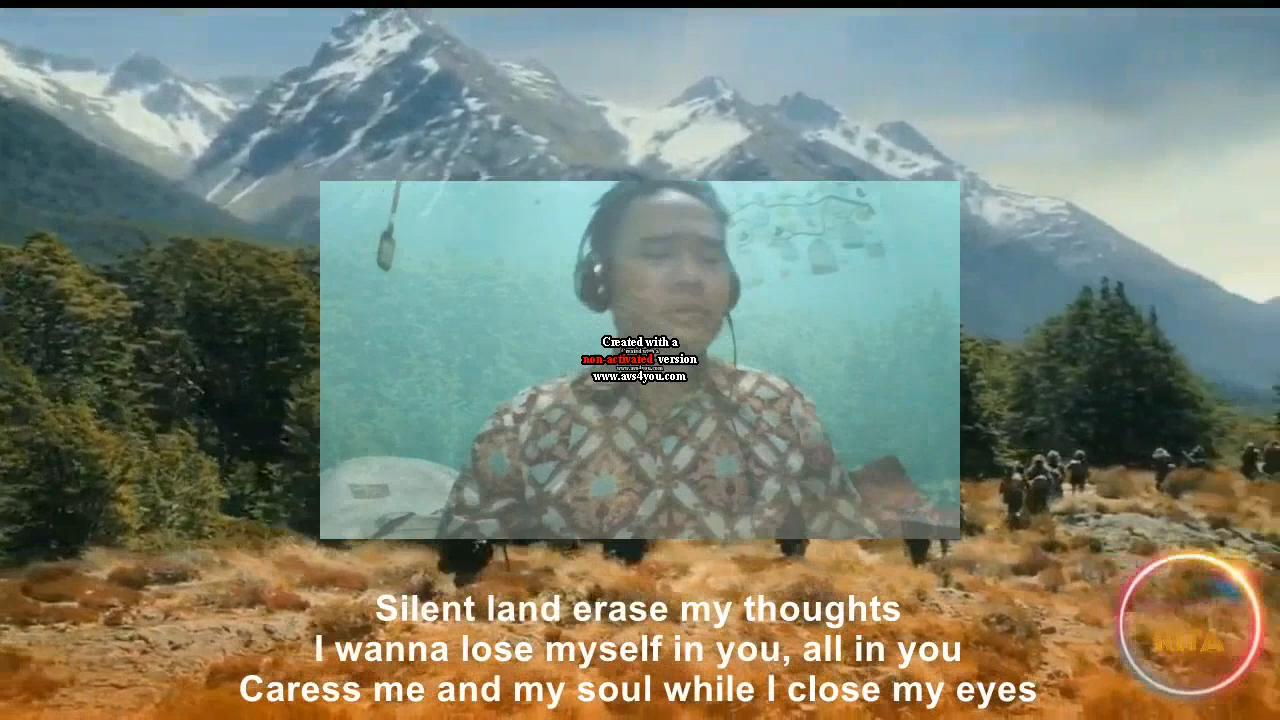 Created with a
non-activated version
www.avs4you.com
Silent land erase my thoughts
I wanna lose myself in you, all in you
Caress me and my soul while I close my eyes